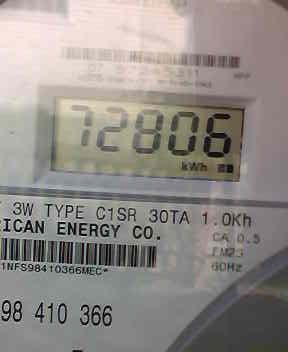 72806
kWh
3W TYPE C1SR 30TA 1.0Kh
RICAN ENERGY CO.
CA 0.5
FM2S
60Hz
1NFS98410366MEC*
98 410 366